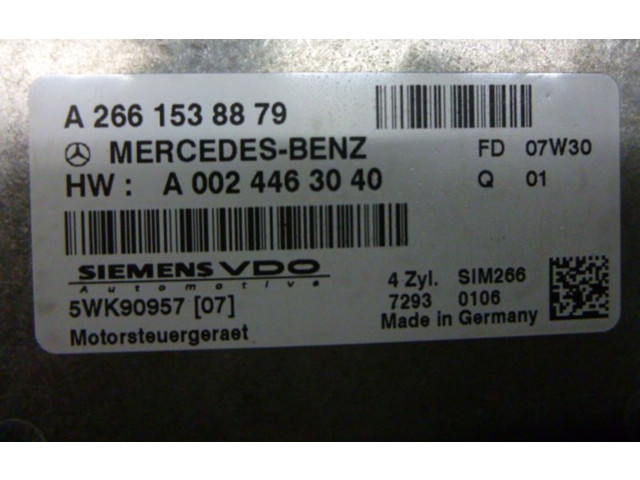 A 266 153 88 79
MERCEDES-BENZ FD 07W30
HW : A 002 446 30 40 Q 01
SIEMENS VDO
Automotive
4 Zyl. SIM266
5WK90957 [07] 7293 0106
Motorsteuergeraet Made in Germany